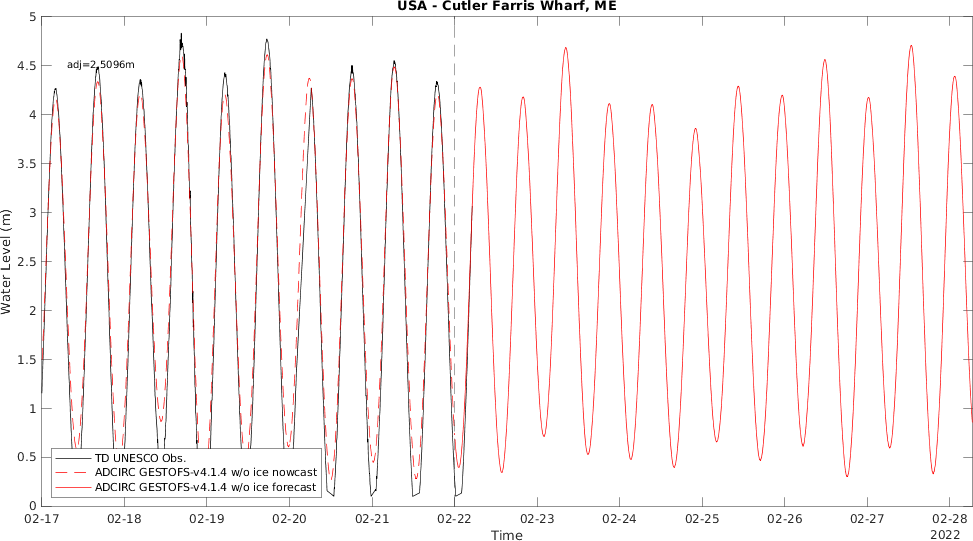 USA - Cutler Farris Wharf, ME
5
4.5
4
3.5
3
2.5
2
1.5
1
0.5
0
Water Level (m)
adj=2.5096m
TD UNESCO Obs.
ADCIRC GESTOFS-v4.1.4 w/o ice nowcast
ADCIRC GESTOFS-v4.1.4 w/o ice forecast
02-17 02-18 02-19 02-20 02-21 02-22 02-23 02-24 02-25 02-26 02-27 02-28
2022
Time